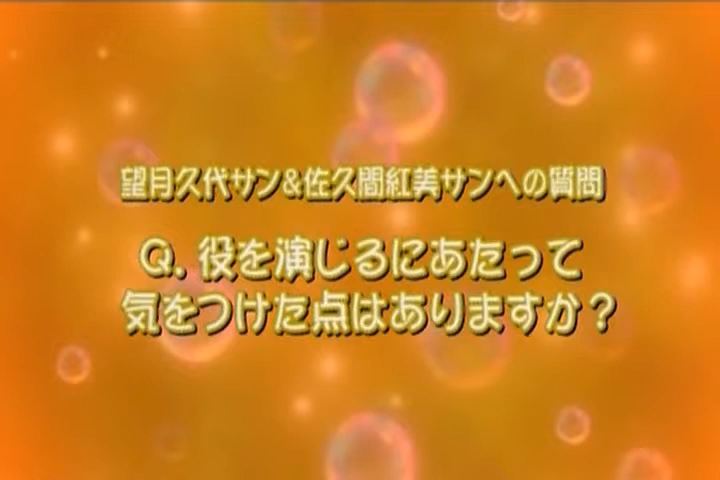 望月久代サン&佐久間紅美サンへの質問
Q.役を演じるにあたって
気をつけた点はありますか？